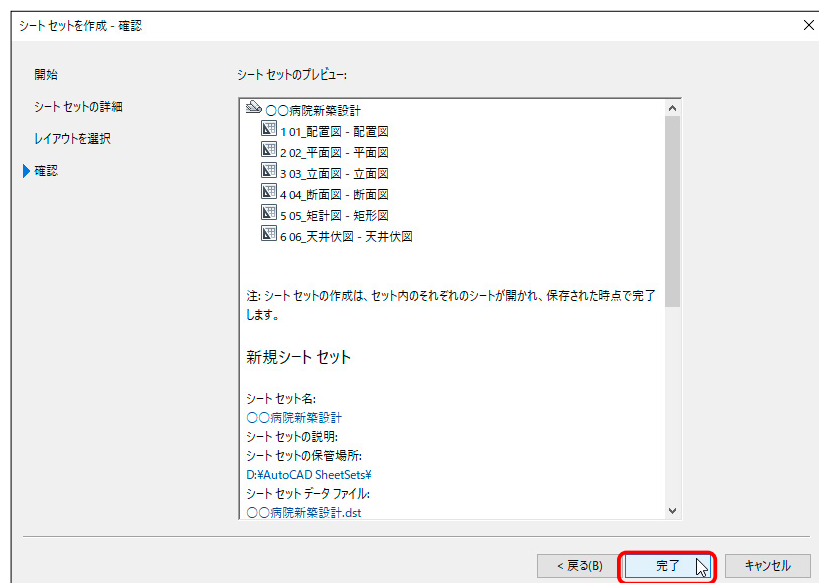 シート セットを作成 - 確認
開始
シート セットの詳細
レイアウトを選択
確認
シート セットのプレビュー:
〇〇病院新築設計
1 01_配置図 - 配置図
2 02_平面図 - 平面図
3 03_立面図 - 立面図
4 04_断面図 - 断面図
5 05_矩計図 - 矩形図
6 06_天井伏図 - 天井伏図
注: シート セットの作成は、セット内のそれぞれのシートが開かれ、保存された時点で完了
します。
新規シート セット
シート セット名:
〇〇病院新築設計
シート セットの説明:
シート セットの保管場所:
D:¥AutoCAD SheetSets¥
シート セット データ ファイル:
〇〇病院新築設計.dst
< 戻る(B)
完了
キャンセル